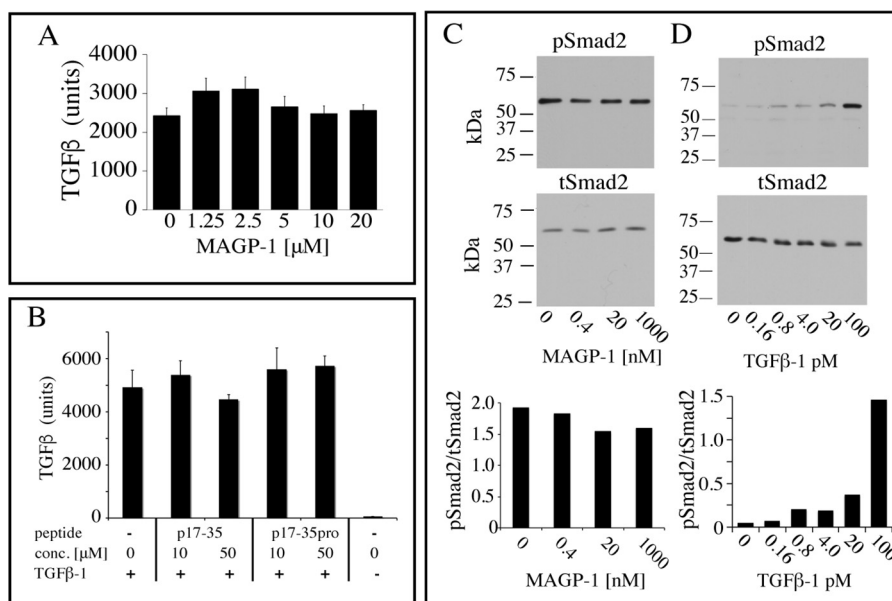 A
TGFβ (units)
4000
3000
2000
1000
0
0 1.25 2.5 5 10 20
MAGP-1 [μM]
B
TGFβ (units)
6000
4000
2000
0
peptide - p17-35 p17-35pro -
conc. [μM] 0 10 50 10 50 0
TGFβ-1 + + + + + -
C
pSmad2
kDa
75
50
37
25
tSmad2
kDa
75
50
37
25
0 0.4 20 1000
MAGP-1 [nM]
pSmad2/tSmad2
2.0
1.5
1.0
0.5
0
0 0.4 20 1000
MAGP-1 [nM]
D
pSmad2
75
50
37
25
tSmad2
75
50
37
25
0 0.16 0.8 4.0 20 100
TGFβ-1 pM
pSmad2/tSmad2
1.5
1.0
0.5
0
0 0.16 0.8 4.0 20 100
TGFβ-1 pM